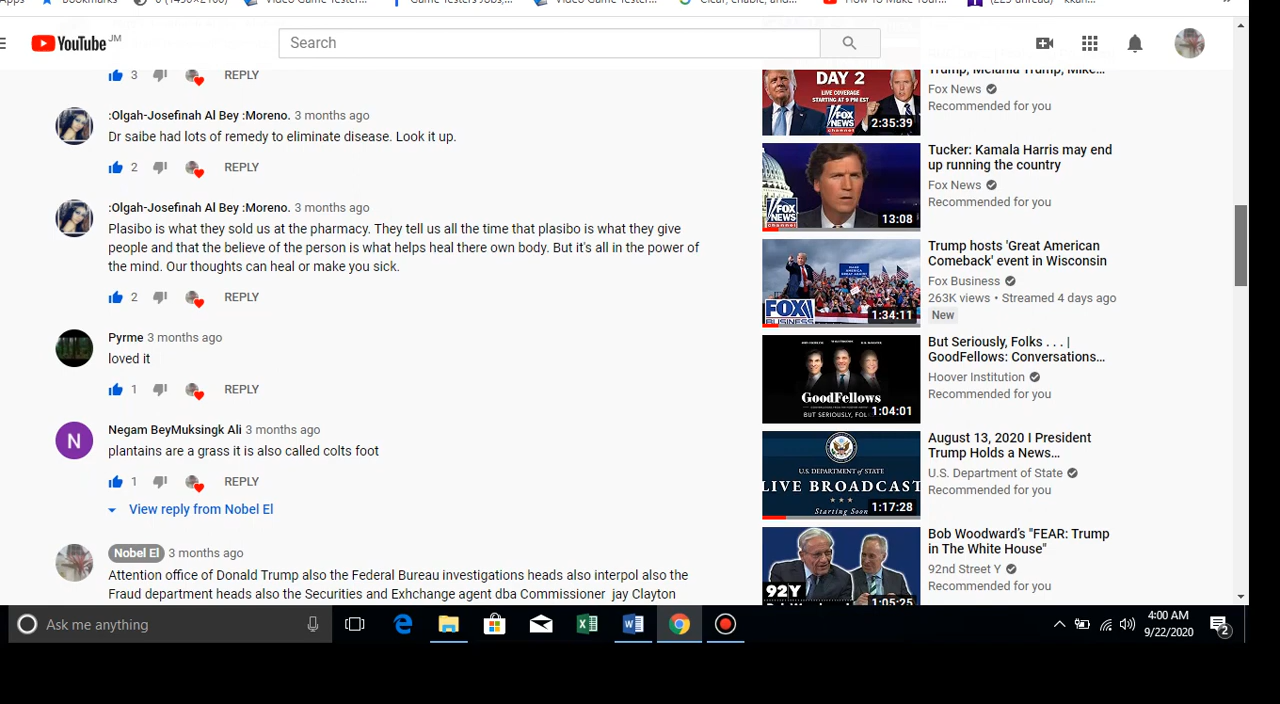 Apps
Bookmarks
0 (1490×2180)
Video Game Tester...
Game Testers Jobs,...
Video Game Tester...
Clear, enable, and...
How To Make Your...
YouTube JM
Search
3 REPLY
:Olgah-Josefinah Al Bey :Moreno. 3 months ago
Dr saibe had lots of remedy to eliminate disease. Look it up.
2 REPLY
:Olgah-Josefinah Al Bey :Moreno. 3 months ago
Plasibo is what they sold us at the pharmacy. They tell us all the time that plasibo is what they give
people and that the believe of the person is what helps heal there own body. But it's all in the power of
the mind. Our thoughts can heal or make you sick.
2 REPLY
Pyrme 3 months ago
loved it
1 REPLY
N
Negam BeyMuksingk Ali 3 months ago
plantains are a grass it is also called colts foot
1 REPLY
View reply from Nobel El
Nobel El 3 months ago
Attention office of Donald Trump also the Federal Bureau investigations heads also interpol also the
Fraud department heads also the Securities and Exhchange agent dba Commissioner jay Clayton
DAY 2
LIVE COVERAGE
STARTING AT 9 PM ET
FOX NEWS channel
2:35:39
Trump, Melania Trump, Mike...
Fox News
Recommended for you
FOX NEWS channel
13:08
Tucker: Kamala Harris may end
up running the country
Fox News
Recommended for you
FOX BUSINESS
1:34:11
Trump hosts 'Great American
Comeback' event in Wisconsin
Fox Business
263K views • Streamed 4 days ago
New
GOODFELLOWS
BUT SERIOUSLY, FOL
1:04:01
But Seriously, Folks . . . |
GoodFellows: Conversations...
Hoover Institution
Recommended for you
U.S. DEPARTMENT of STATE
LIVE BROADCAST
Starting Soon
1:17:28
August 13, 2020 I President
Trump Holds a News...
U.S. Department of State
Recommended for you
92Y
1:05:25
Bob Woodward's "FEAR: Trump
in The White House"
92nd Street Y
Recommended for you
Ask me anything
4:00 AM
9/22/2020
2